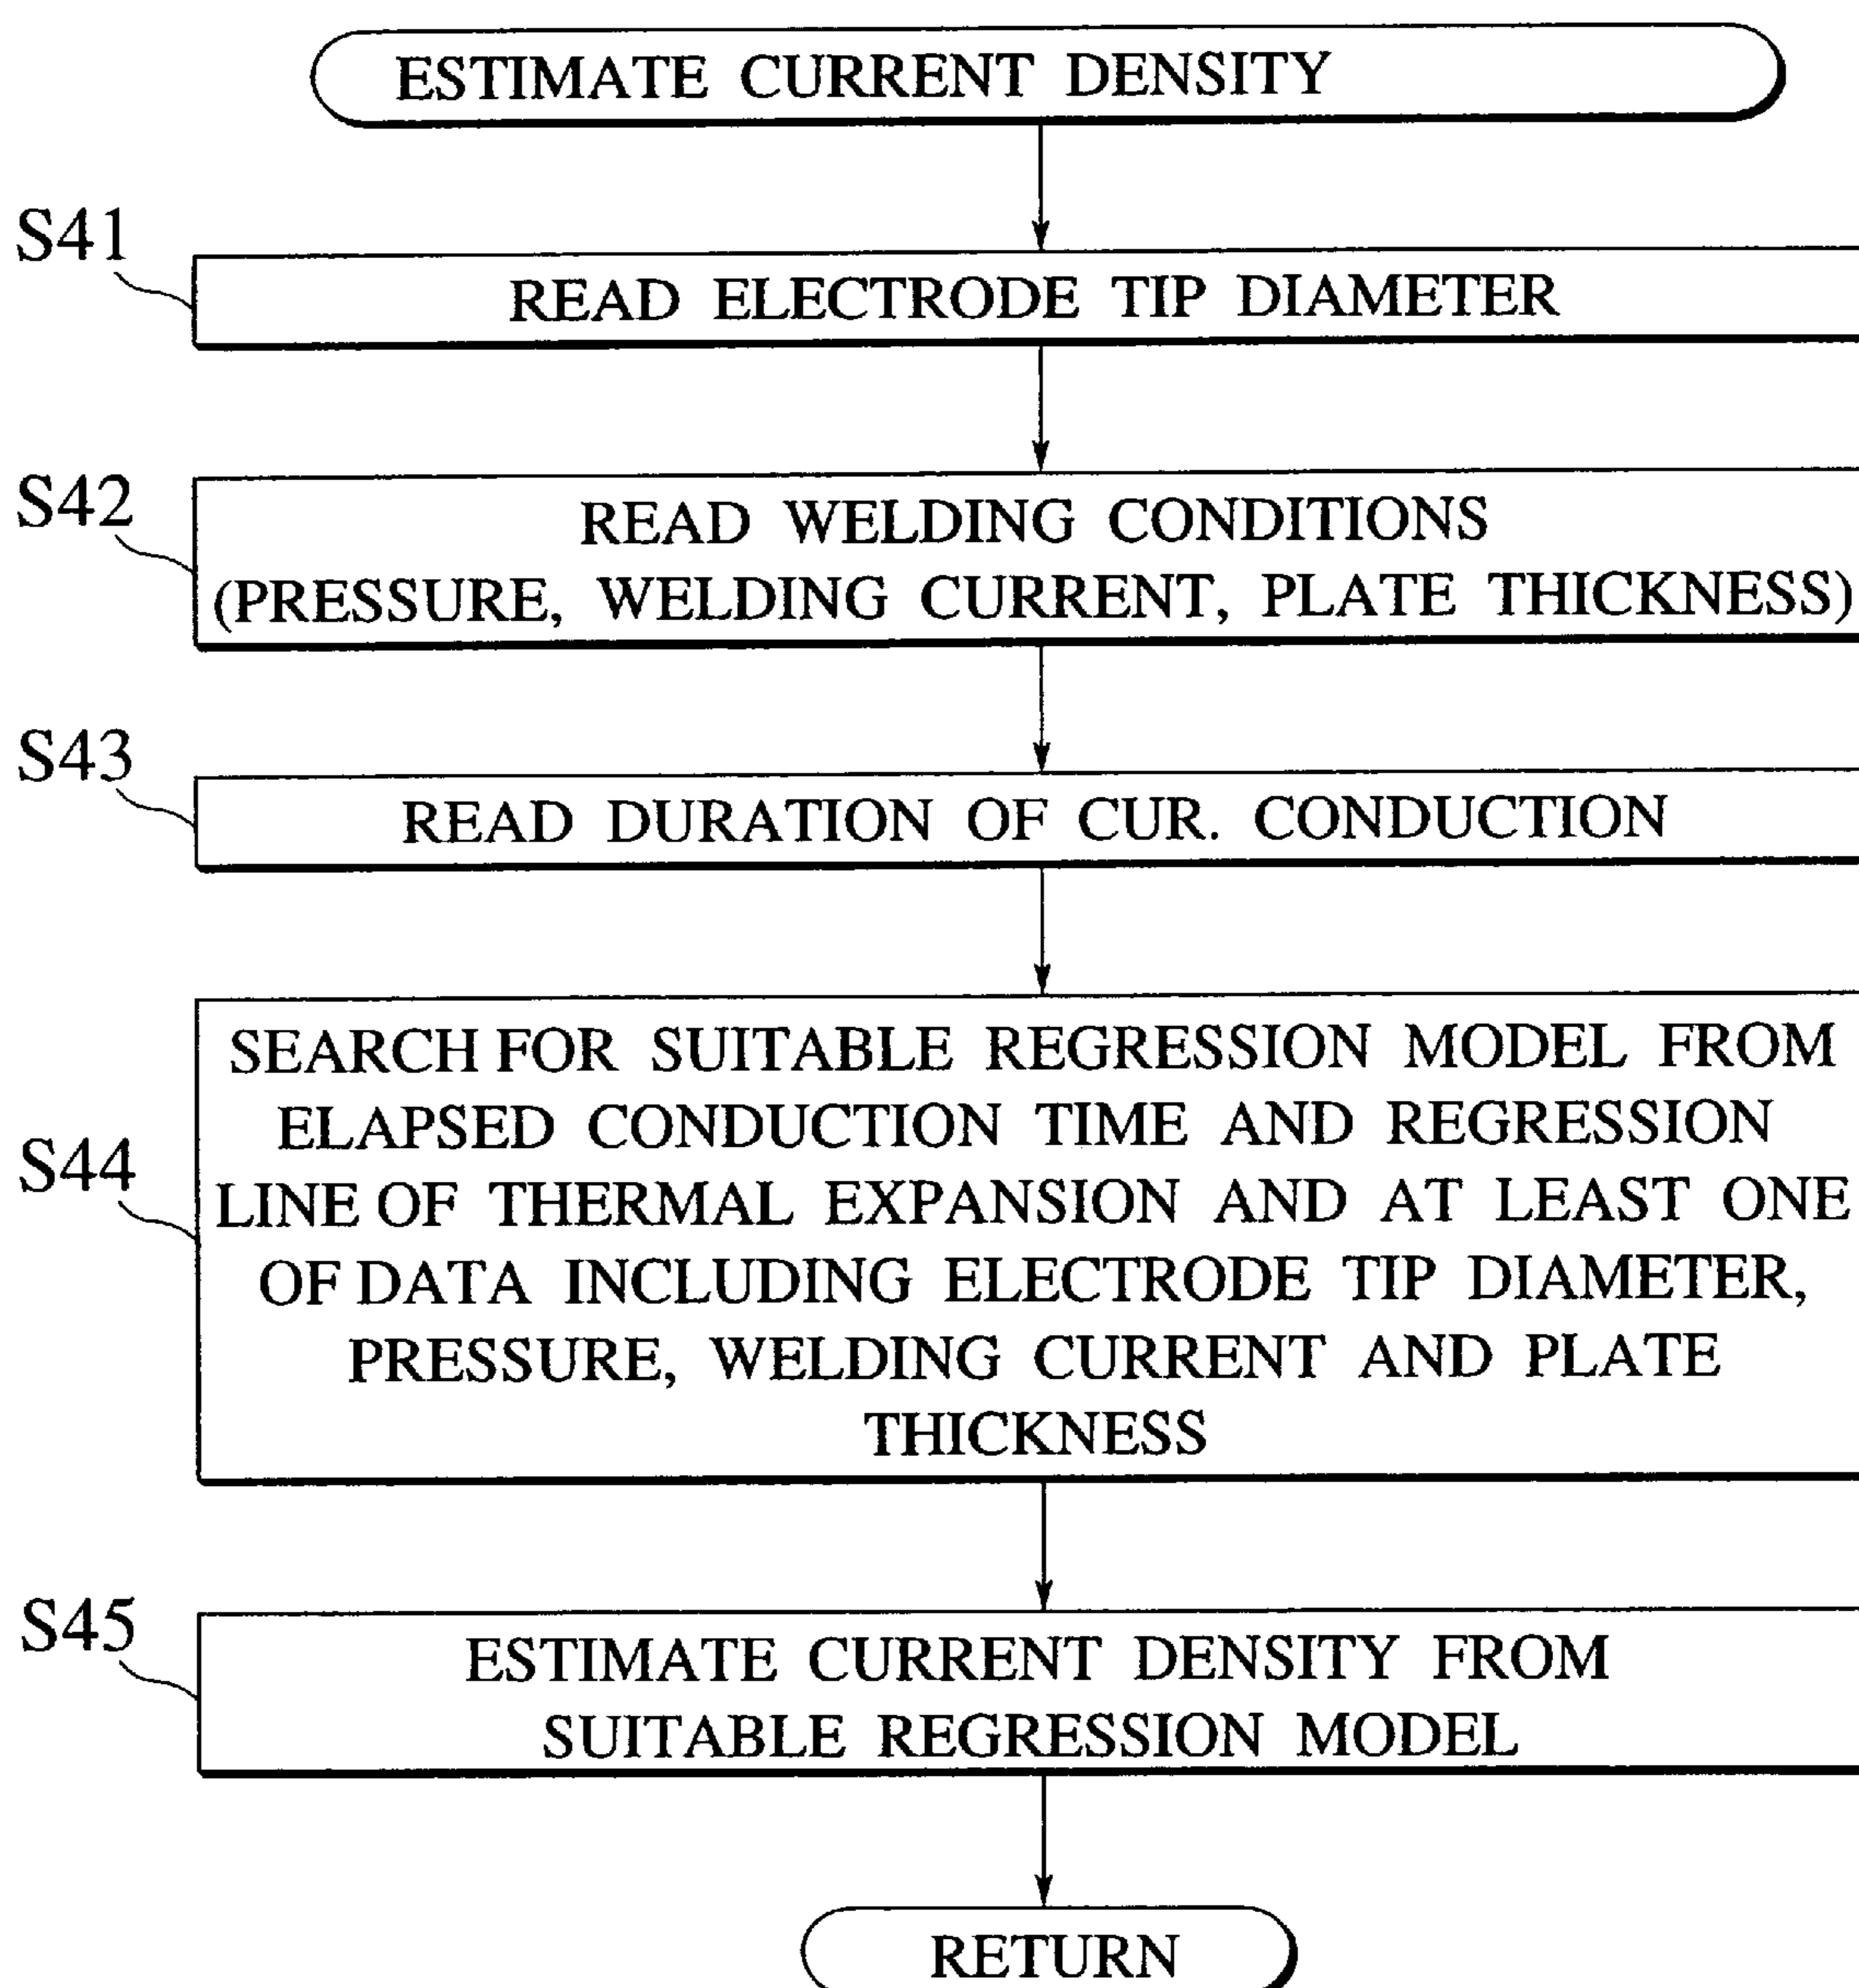 ESTIMATE CURRENT DENSITY
S41
READ ELECTRODE TIP DIAMETER
S42
READ WELDING CONDITIONS
(PRESSURE, WELDING CURRENT, PLATE THICKNESS)
S43
READ DURATION OF CUR. CONDUCTION
S44
SEARCH FOR SUITABLE REGRESSION MODEL FROM
ELAPSED CONDUCTION TIME AND REGRESSION
LINE OF THERMAL EXPANSION AND AT LEAST ONE
OF DATA INCLUDING ELECTRODE TIP DIAMETER,
PRESSURE, WELDING CURRENT AND PLATE
THICKNESS
S45
ESTIMATE CURRENT DENSITY FROM
SUITABLE REGRESSION MODEL
RETURN